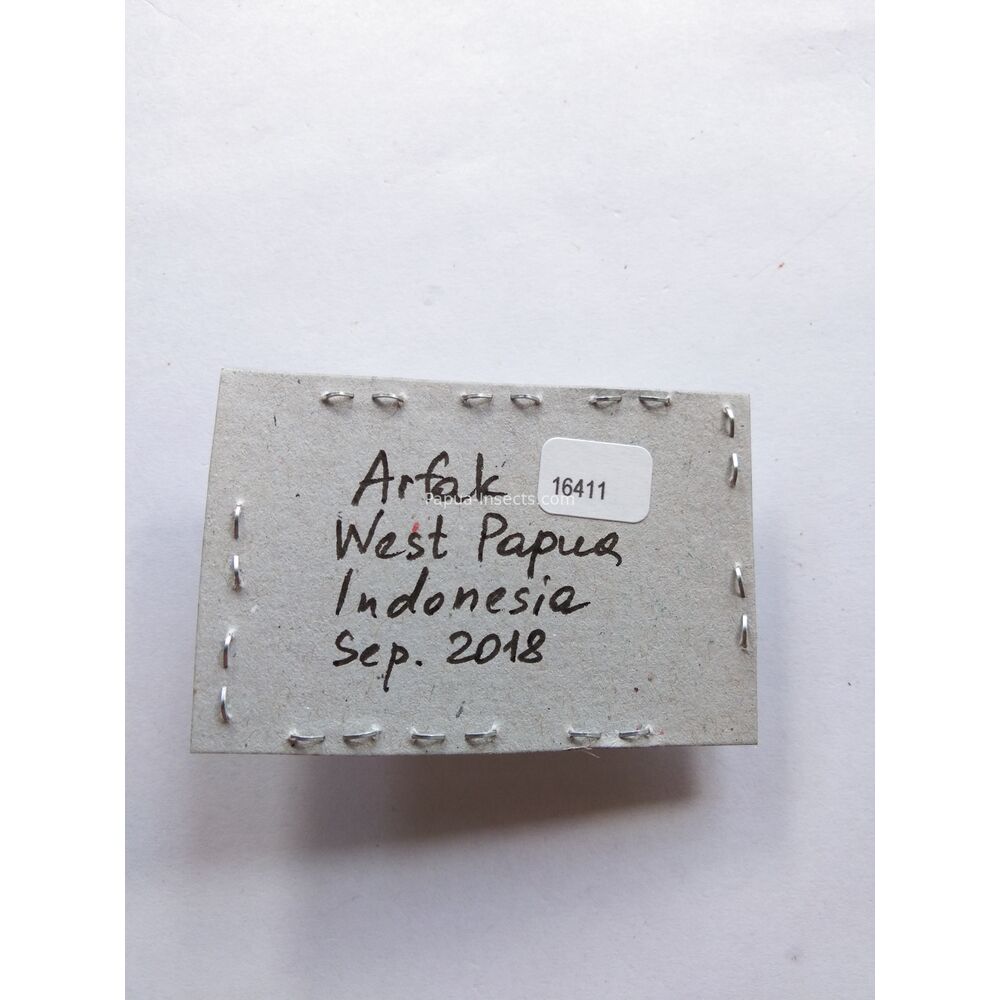 Arfak
16411
Papua-Insects.com
West Papua
Indonesia
Sep. 2018